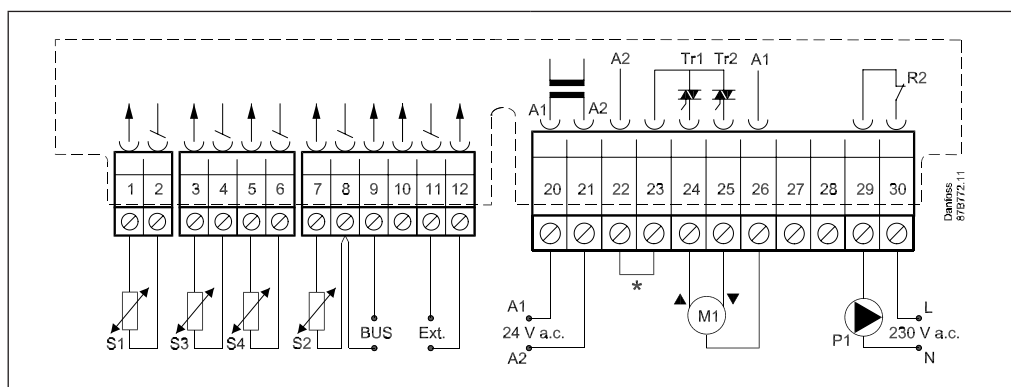 A2 Tr1 Tr2 A1
R2
A1 A2
1 2 3 4 5 6 7 8 9 10 11 12
20 21 22 23 24 25 26 27 28 29 30
Danfoss
87B772.11
*
A1 L
S1 S3 S4 S2 BUS Ext. 24 V a.c. M1 P1 230 V a.c.
A2 N